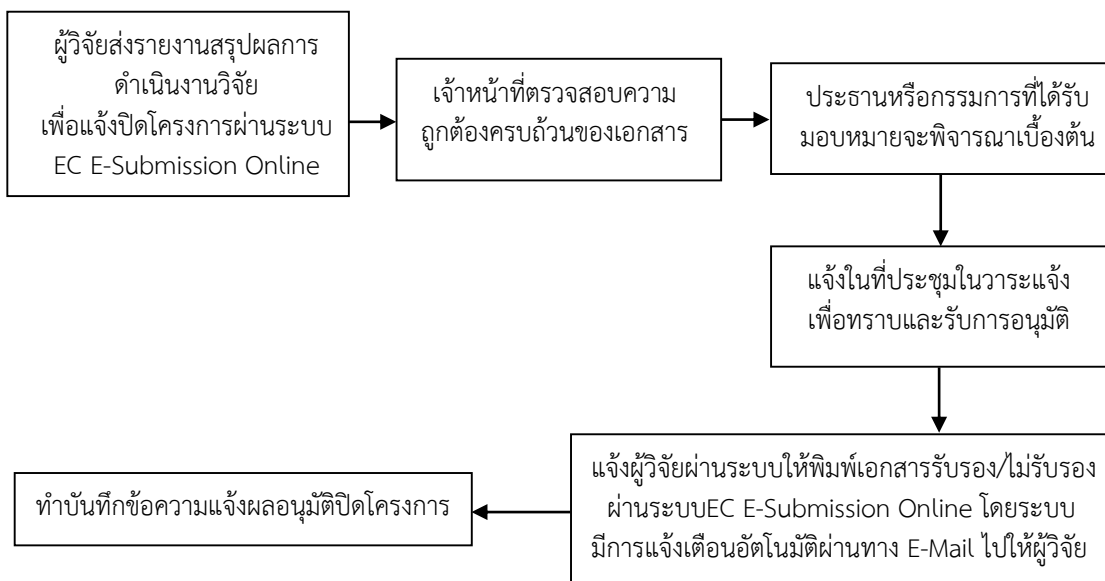 ผู้วิจัยส่งรายงานสรุปผลการ
ดำเนินงานวิจัย
เพื่อแจ้งปิดโครงการผ่านระบบ
EC E-Submission Online
เจ้าหน้าที่ตรวจสอบความ
ถูกต้องครบถ้วนของเอกสาร
ประธานหรือกรรมการที่ได้รับ
มอบหมายจะพิจารณาเบื้องต้น
แจ้งในที่ประชุมในวาระแจ้ง
เพื่อทราบและรับการอนุมัติ
แจ้งผู้วิจัยผ่านระบบให้พิมพ์เอกสารรับรอง/ไม่รับรอง
ผ่านระบบEC E-Submission Online โดยระบบ
มีการแจ้งเตือนอัตโนมัติผ่านทาง E-Mail ไปให้ผู้วิจัย
ทำบันทึกข้อความแจ้งผลอนุมัติปิดโครงการ